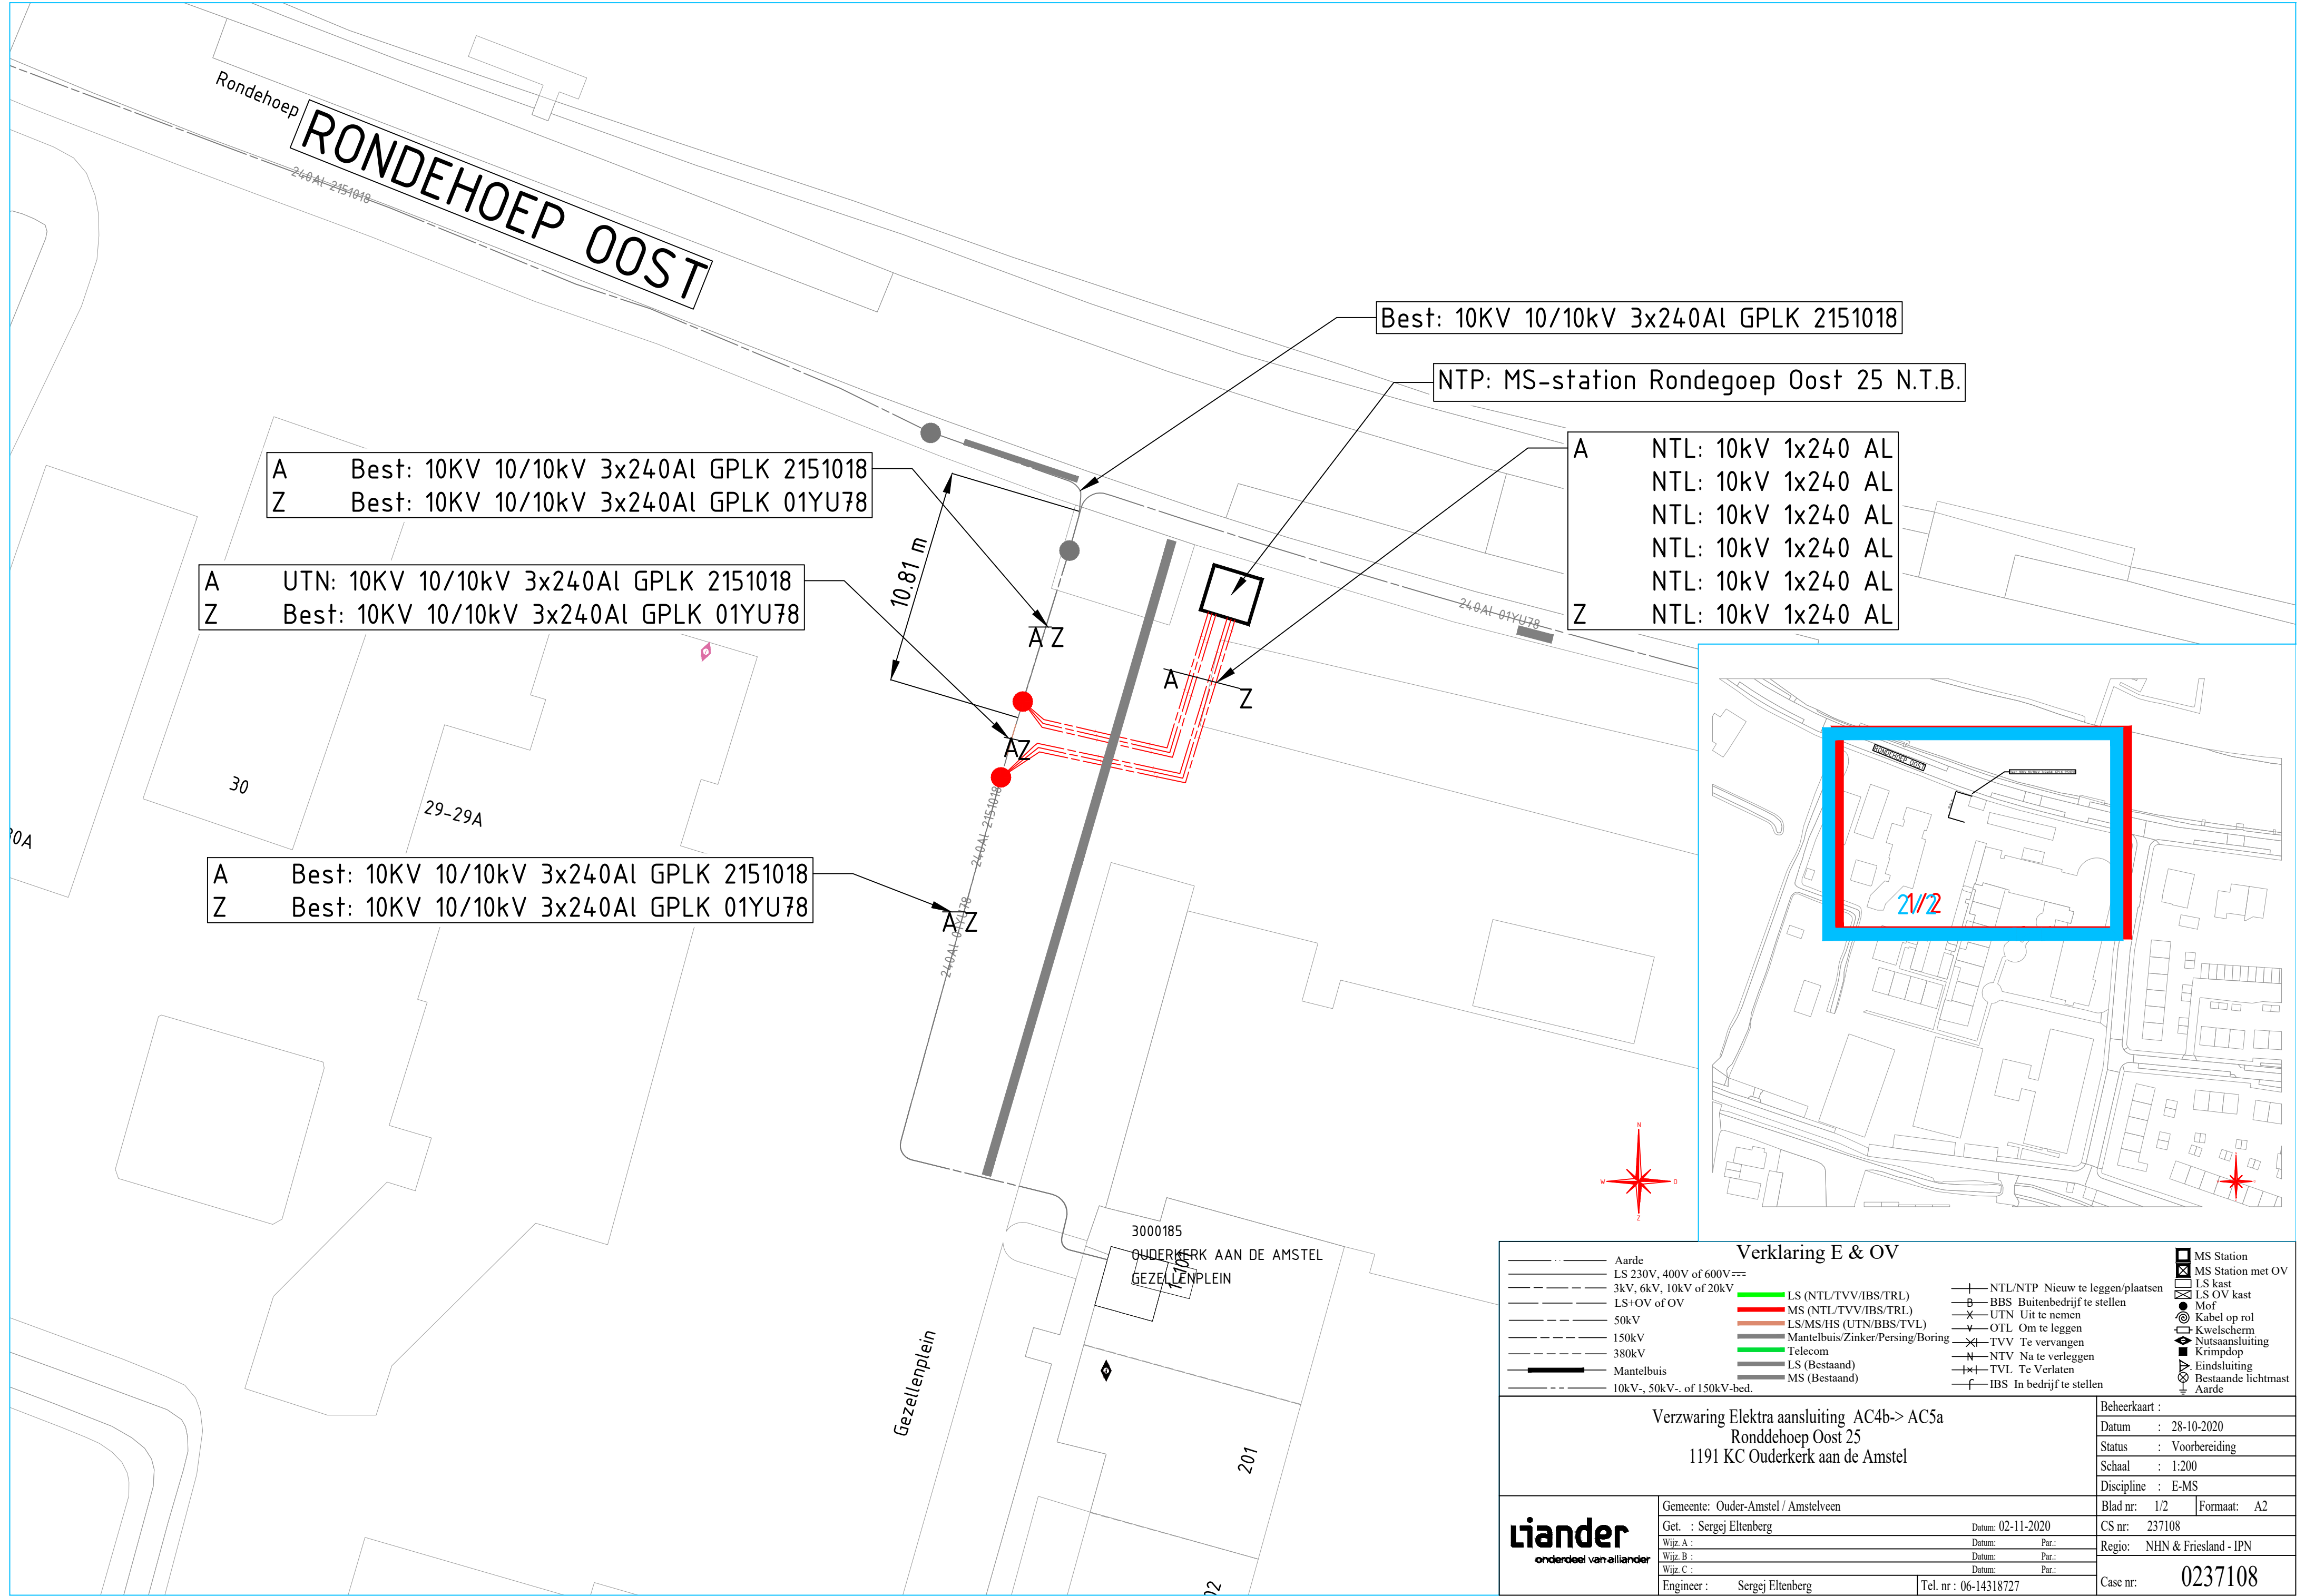 Rondehoep
RONDEHOEP OOST
240Al 2151018
Best: 10KV 10/10kV 3x240Al GPLK 2151018
NTP: MS-station Rondegoep Oost 25 N.T.B.
A NTL: 10kV 1x240 AL
NTL: 10kV 1x240 AL
NTL: 10kV 1x240 AL
NTL: 10kV 1x240 AL
NTL: 10kV 1x240 AL
Z NTL: 10kV 1x240 AL
A Best: 10KV 10/10kV 3x240Al GPLK 2151018
Z Best: 10KV 10/10kV 3x240Al GPLK 01YU78
A UTN: 10KV 10/10kV 3x240Al GPLK 2151018
Z Best: 10KV 10/10kV 3x240Al GPLK 01YU78
10.81 m
A Z
A
Z
AZ
240Al 01YU78
30
29-29A
30A
240Al 2151018
A Best: 10KV 10/10kV 3x240Al GPLK 2151018
Z Best: 10KV 10/10kV 3x240Al GPLK 01YU78
A Z
240Al 01YU78
3000185
OUDERKERK AAN DE AMSTEL
GEZELLENPLEIN
Gezellenplein
201
RONDEHOEP OOST
2/2
1/2
N
W
O
Z
Verklaring E & OV
Aarde
LS 230V, 400V of 600V
3kV, 6kV, 10kV of 20kV
LS+OV of OV
50kV
150kV
380kV
Mantelbuis
10kV-, 50kV-. of 150kV-bed.
LS (NTL/TVV/IBS/TRL)
MS (NTL/TVV/IBS/TRL)
LS/MS/HS (UTN/BBS/TVL)
Mantelbuis/Zinker/Persing/Boring
Telecom
LS (Bestaand)
MS (Bestaand)
NTL/NTP Nieuw te leggen/plaatsen
B BBS Buitenbedrijf te stellen
X UTN Uit te nemen
v OTL Om te leggen
TVV Te vervangen
N NTV Na te verleggen
TVL Te Verlaten
IBS In bedrijf te stellen
MS Station
MS Station met OV
LS kast
LS OV kast
Mof
Kabel op rol
Kwelscherm
Nutsaansluiting
Krimpdop
Eindsluiting
Bestaande lichtmast
Aarde
Verzwaring Elektra aansluiting AC4b-> AC5a
Ronddehoep Oost 25
1191 KC Ouderkerk aan de Amstel
Beheerkaart :
Datum : 28-10-2020
Status : Voorbereiding
Schaal : 1:200
Discipline : E-MS
Blad nr: 1/2 Formaat: A2
CS nr: 237108
Regio: NHN & Friesland - IPN
Case nr: 0237108
Liander
onderdeel van alliander
Gemeente: Ouder-Amstel / Amstelveen
Get. : Sergej Eltenberg Datum: 02-11-2020
Wijz. A : Datum: Par.:
Wijz. B : Datum: Par.:
Wijz. C : Datum: Par.:
Engineer : Sergej Eltenberg Tel. nr : 06-14318727